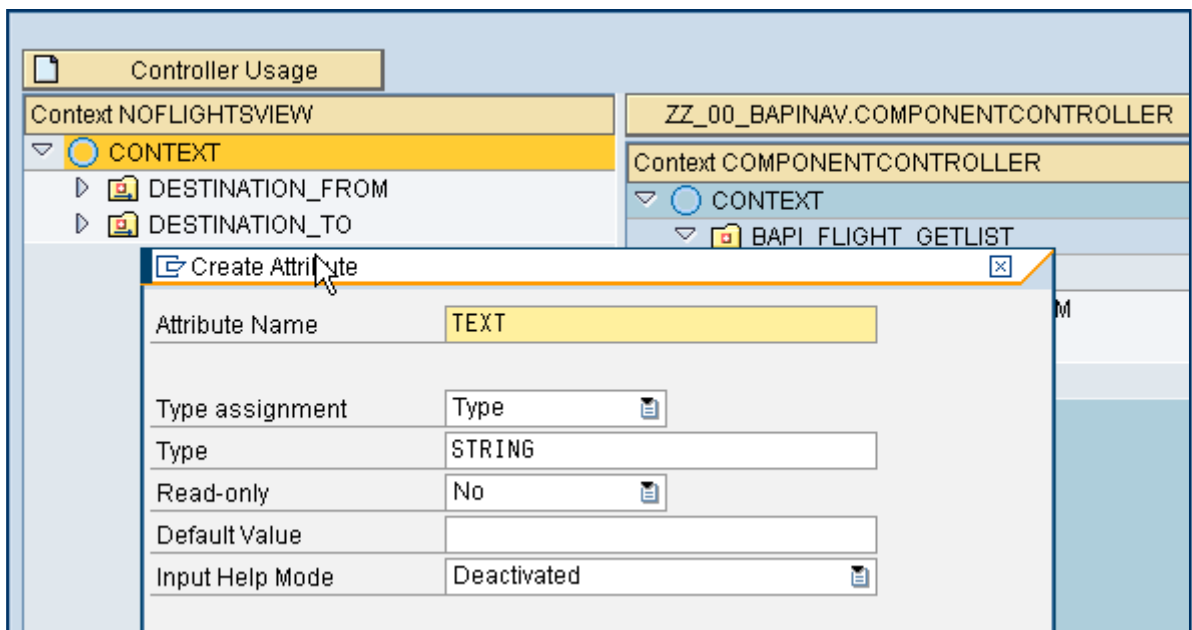 Controller Usage
Context NOFLIGHTSVIEW
CONTEXT
DESTINATION_FROM
DESTINATION_TO
ZZ_00_BAPINAV.COMPONENTCONTROLLER
Context COMPONENTCONTROLLER
CONTEXT
BAPI_FLIGHT_GETLIST
M
Create Attribute
Attribute Name TEXT
Type assignment Type
Type STRING
Read-only No
Default Value
Input Help Mode Deactivated